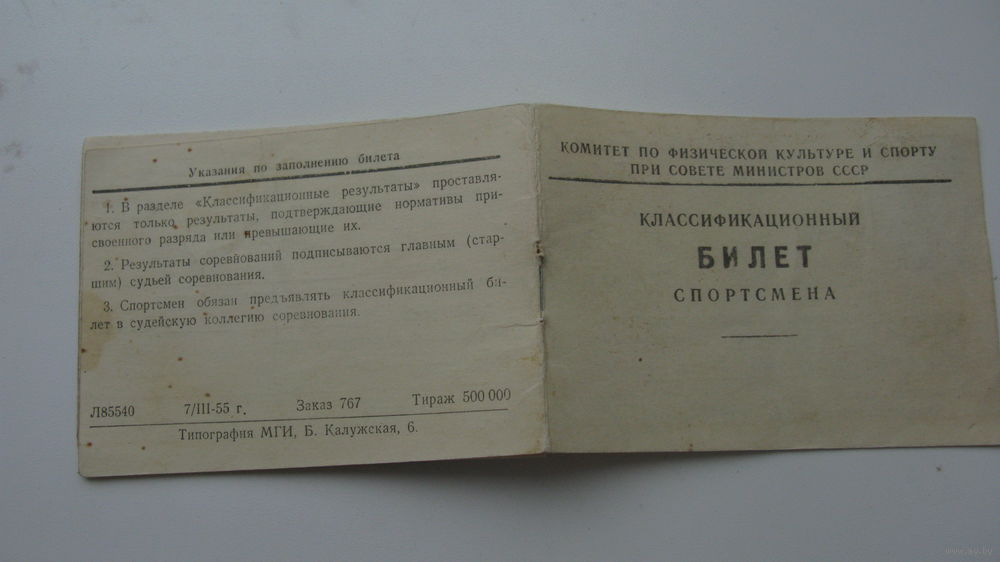 Указания по заполнению билета
1. В разделе «Классификационные результаты» проставля-
ются только результаты, подтверждающие нормативы при-
своенного разряда или превышающие их.
2. Результаты соревнований подписываются главным (стар-
шим) судьей соревнования.
3. Спортсмен обязан предъявлять классификационный би-
лет в судейскую коллегию соревнования.
Л85540 7/III-55 г. Заказ 767 Тираж 500 000
Типография МГИ, Б. Калужская, 6.
КОМИТЕТ ПО ФИЗИЧЕСКОЙ КУЛЬТУРЕ И СПОРТУ
ПРИ СОВЕТЕ МИНИСТРОВ СССР
КЛАССИФИКАЦИОННЫЙ
БИЛЕТ
СПОРТСМЕНА
www.ay.by